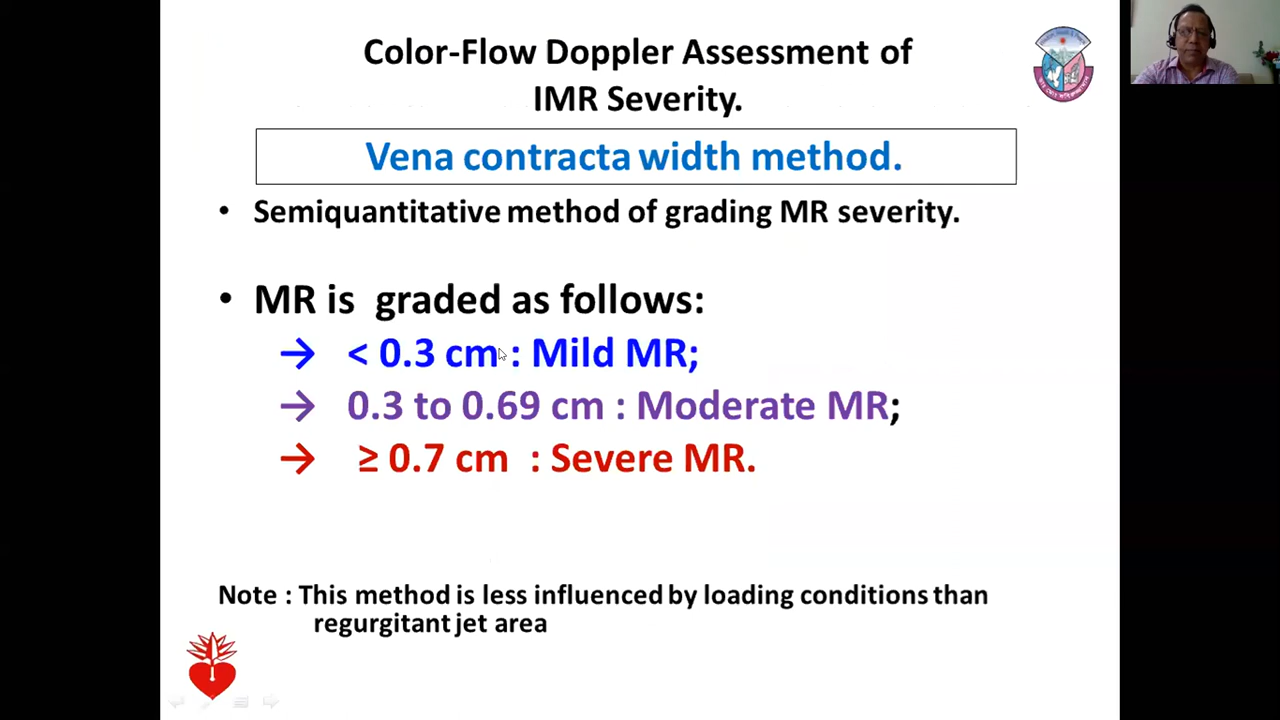 Color-Flow Doppler Assessment of
IMR Severity.
Vena contracta width method.
• Semiquantitative method of grading MR severity.
• MR is graded as follows:
→ < 0.3 cm : Mild MR;
→ 0.3 to 0.69 cm : Moderate MR;
→ ≥ 0.7 cm : Severe MR.
Note : This method is less influenced by loading conditions than
regurgitant jet area